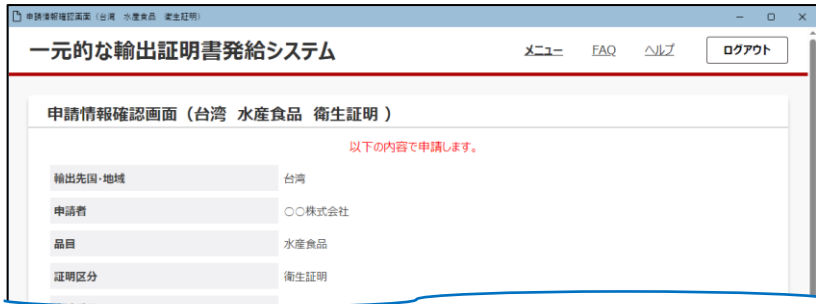 申請情報確認画面（台湾　水産食品　衛生証明）
一元的な輸出証明書発給システム
メニュー　FAQ　ヘルプ　ログアウト
申請情報確認画面（台湾　水産食品　衛生証明 ）
以下の内容で申請します。
輸出先国･地域　台湾
申請者　○○株式会社
品目　水産食品
証明区分　衛生証明